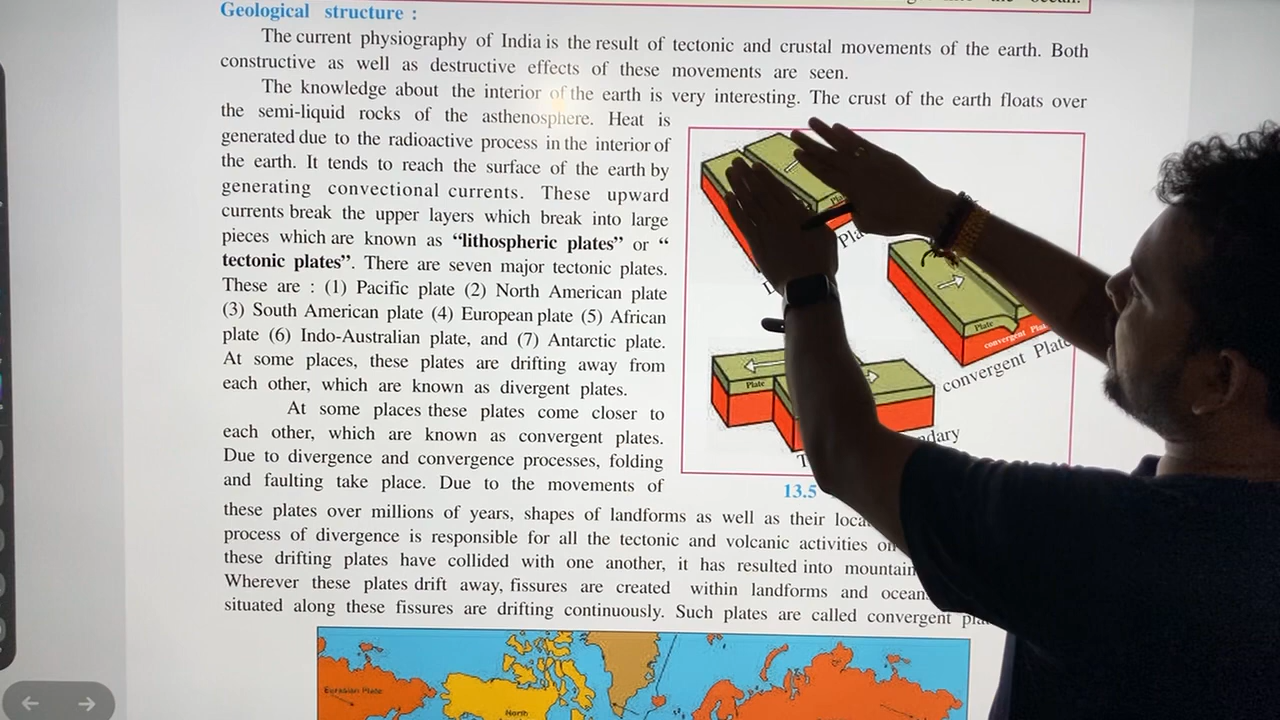 ocean.
Geological structure :
The current physiography of India is the result of tectonic and crustal movements of the earth. Both
constructive as well as destructive effects of these movements are seen.
The knowledge about the interior of the earth is very interesting. The crust of the earth floats over
the semi-liquid rocks of the asthenosphere. Heat is
generated due to the radioactive process in the interior of
the earth. It tends to reach the surface of the earth by
generating convectional currents. These upward
currents break the upper layers which break into large
pieces which are known as “lithospheric plates” or “
tectonic plates”. There are seven major tectonic plates.
These are : (1) Pacific plate (2) North American plate
(3) South American plate (4) European plate (5) African
plate (6) Indo-Australian plate, and (7) Antarctic plate.
At some places, these plates are drifting away from
each other, which are known as divergent plates.
At some places these plates come closer to
each other, which are known as convergent plates.
Due to divergence and convergence processes, folding
and faulting take place. Due to the movements of
Plate
convergent Plat
convergent Plate
Plate
13.5
these plates over millions of years, shapes of landforms as well as their
process of divergence is responsible for all the tectonic and volcanic activities
these drifting plates have collided with one another, it has resulted into
Wherever these plates drift away, fissures are created within landforms and
situated along these fissures are drifting continuously. Such plates are called convergent
Eurasian Plate
North